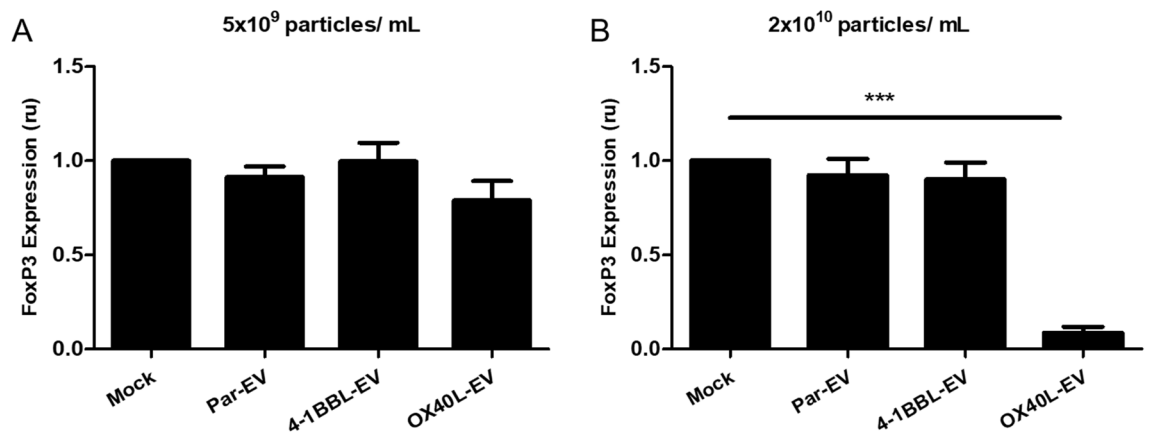 A
5x10⁹ particles/ mL
FoxP3 Expression (ru)
1.5
1.0
0.5
0.0
Mock
Par-EV
4-1BBL-EV
OX40L-EV
B
2x10¹⁰ particles/ mL
FoxP3 Expression (ru)
1.5
1.0
0.5
0.0
***
Mock
Par-EV
4-1BBL-EV
OX40L-EV